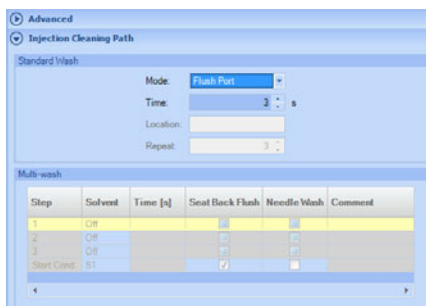 Advanced
Injection Cleaning Path
Standard Wash
Mode: Flush Port
Time: 3 s
Location:
Repeat: 3
Multi-wash
Step Solvent Time [s] Seat Back Flush Needle Wash Comment
1 Off
2 Off
3 Off
Start Cond. S1